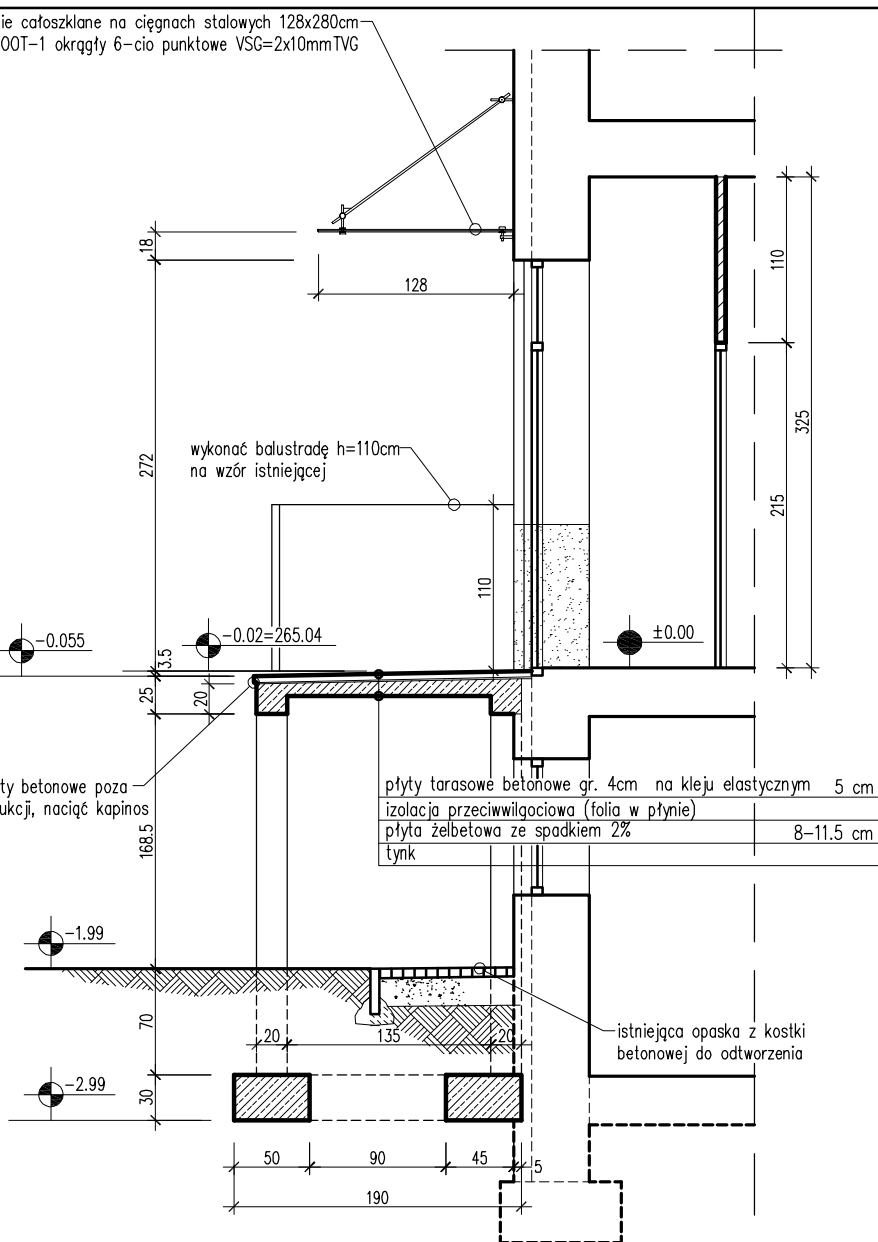 ie całoszklane na cięgnach stalowych 128x280cm
OOT-1 okrągły 6-cio punktowe VSG=2x10mmTVG
18
128
110
325
272
wykonać balustradę h=110cm
na wzór istniejącej
215
110
-0.055
-0.02=265.04
±0.00
3.5
25
20
ty betonowe poza
ukcji, naciąć kapinos
płyty tarasowe betonowe gr. 4cm na kleju elastycznym 5 cm
izolacja przeciwwilgociowa (folia w płynie)
płyta żelbetowa ze spadkiem 2% 8-11.5 cm
tynk
168.5
-1.99
70
20
135
20
istniejąca opaska z kostki
betonowej do odtworzenia
-2.99
30
50
90
45
5
190